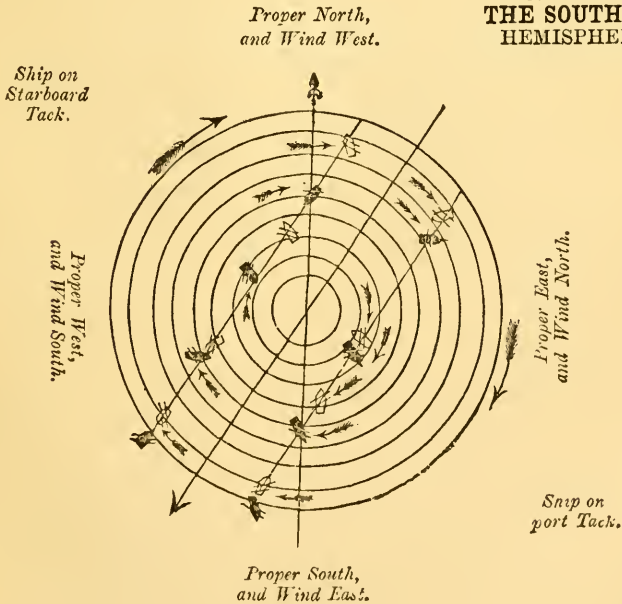 Proper North,
and Wind West.
THE SOUTH
HEMISPHE
Ship on
Starboard
Tack.
Proper West,
and Wind South.
Proper East,
and Wind North.
Snip on
port Tack.
Proper South,
and Wind East.